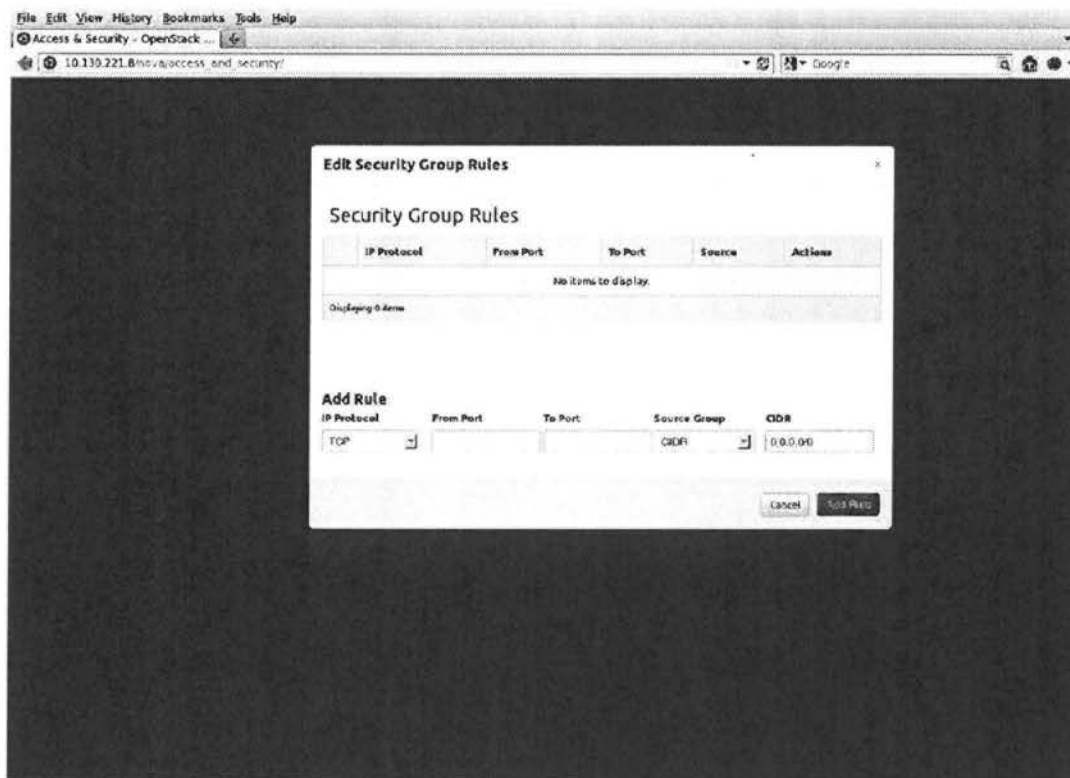 File Edit View History Bookmarks Tools Help
Access & Security - OpenStack ...
10.130.221.8/nova/access_and_security/
Google
Edit Security Group Rules
×
Security Group Rules
IP Protocol From Port To Port Source Actions
No items to display.
Displaying 0 items
Add Rule
IP Protocol From Port To Port Source Group CIDR
TCP CIDR 0.0.0.0/0
Cancel Add Rule